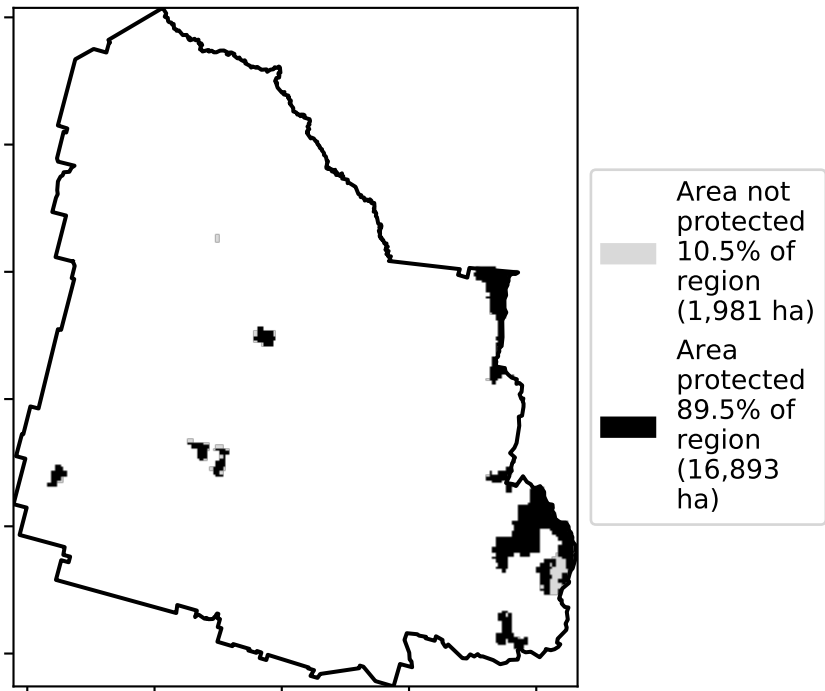 Area not
protected
10.5% of
region
(1,981 ha)
Area
protected
89.5% of
region
(16,893
ha)